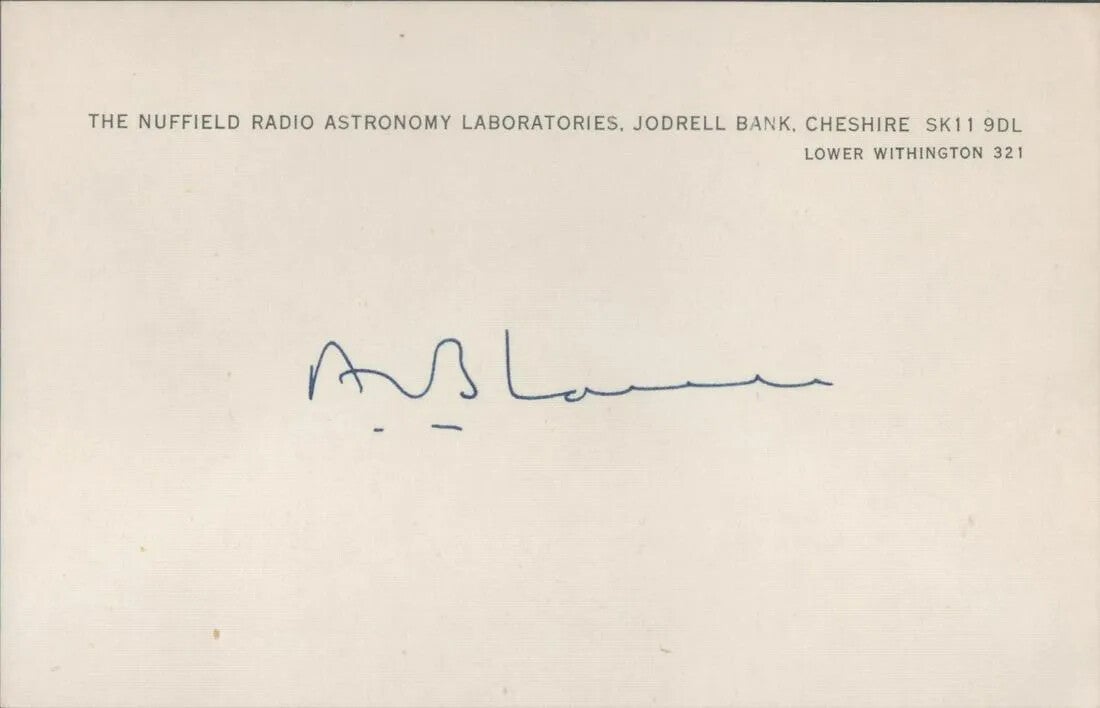 THE NUFFIELD RADIO ASTRONOMY LABORATORIES, JODRELL BANK, CHESHIRE SK11 9DL
LOWER WITHINGTON 321